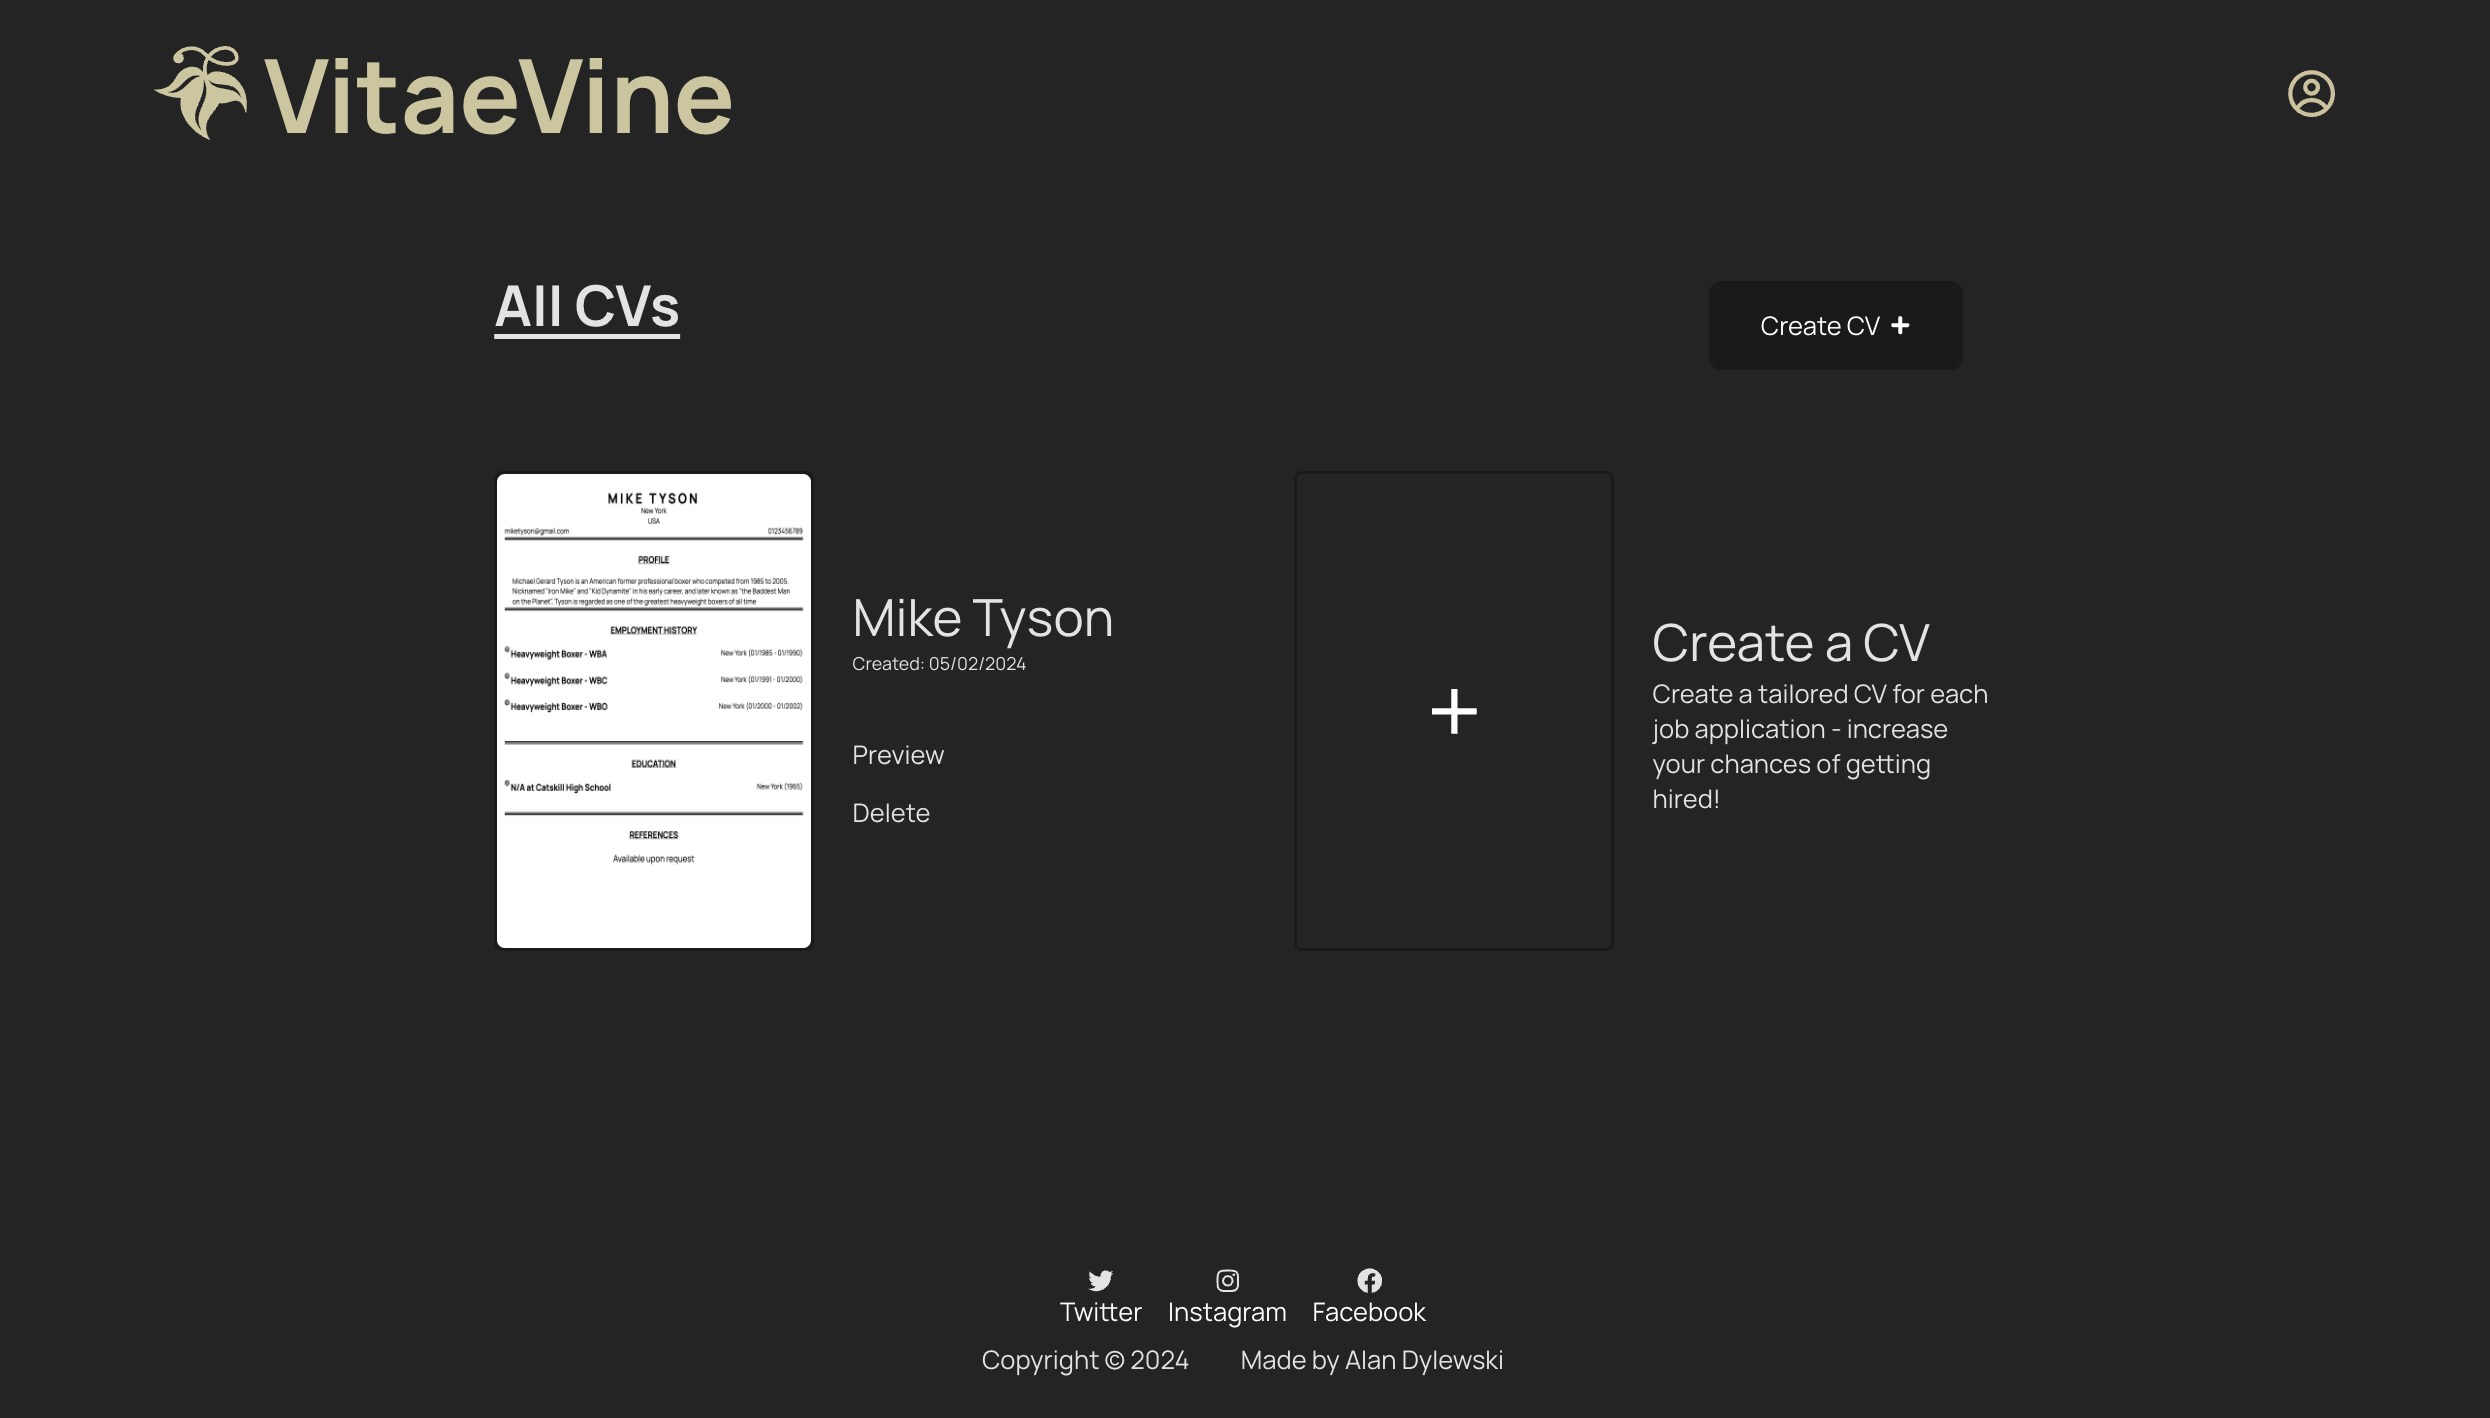 VitaeVine
All CVs
Create CV
MIKE TYSON
New York
USA
miketyson@gmail.com 0123456789
PROFILE
Michael Gerard Tyson is an American former professional boxer who competed from 1985 to 2005.
Nicknamed "Iron Mike" and "Kid Dynamite" in his early career, and later known as "the Baddest Man
on the Planet", Tyson is regarded as one of the greatest heavyweight boxers of all time
EMPLOYMENT HISTORY
Heavyweight Boxer - WBA New York (01/1985 - 01/1990)
Heavyweight Boxer - WBC New York (01/1991 - 01/2000)
Heavyweight Boxer - WBO New York (01/2000 - 01/2002)
EDUCATION
N/A at Catskill High School New York (1965)
REFERENCES
Available upon request
Mike Tyson
Created: 05/02/2024
Preview
Delete
Create a CV
Create a tailored CV for each
job application - increase
your chances of getting
hired!
Twitter Instagram Facebook
Copyright © 2024 Made by Alan Dylewski